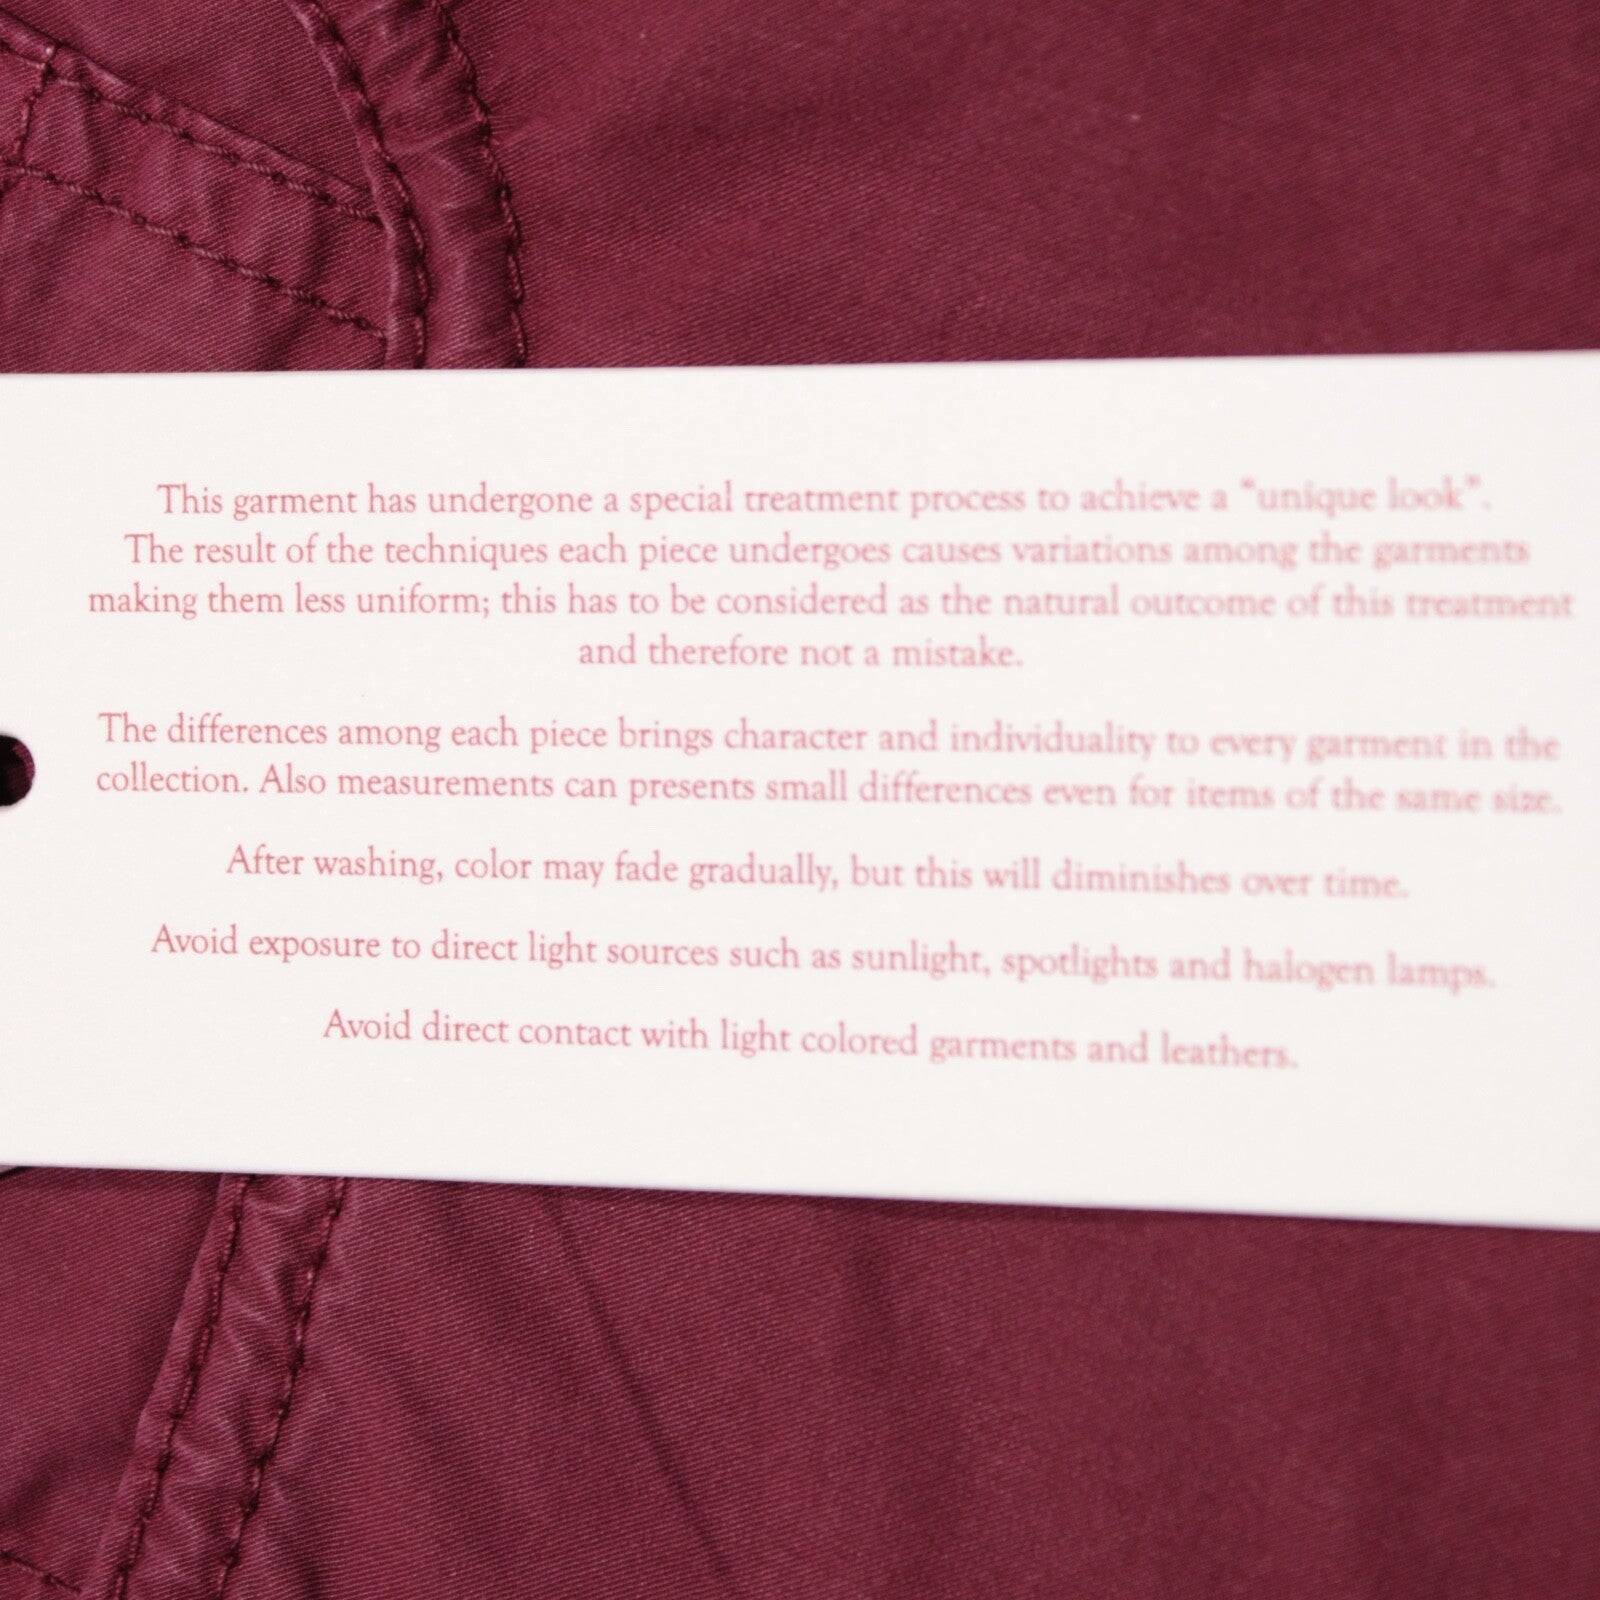 This garment has undergone a special treatment process to achieve a “unique look”.
The result of the techniques each piece undergoes causes variations among the garments
making them less uniform; this has to be considered as the natural outcome of this treatment
and therefore not a mistake.
The differences among each piece brings character and individuality to every garment in the
collection. Also measurements can presents small differences even for items of the same size.
After washing, color may fade gradually, but this will diminishes over time.
Avoid exposure to direct light sources such as sunlight, spotlights and halogen lamps.
Avoid direct contact with light colored garments and leathers.